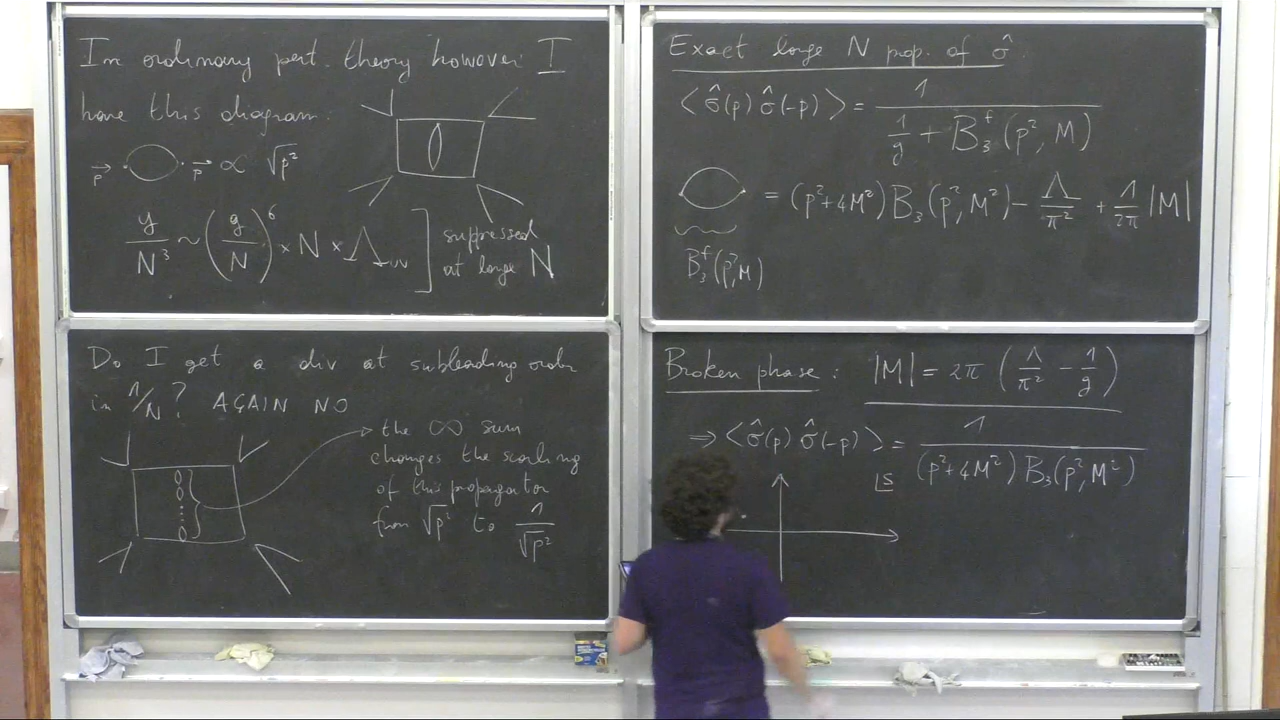 In ordinary pert. theory however I
have this diagram:
p→ →p ∝ √p²
y/N³ ~ (g/N)⁶ × N × Λ_UV ] suppressed
at large N
Do I get a div at subleading order
in 1/N? AGAIN NO
the ∞ sum
changes the scaling
of this propagator
from √p² to 1/√p²
Exact large N prop. of σ̂
<σ̂(p) σ̂(-p)> = 1 / (1/g + B₃ᶠ(p², M))
= (p²+4M²) B₃(p², M²) - Λ/π² + 1/2π |M|
B₃ᶠ(p², M)
Broken phase: |M| = 2π (Λ/π² - 1/g)
⇒ <σ̂(p) σ̂(-p)> = 1 / ((p²+4M²) B₃(p², M²))